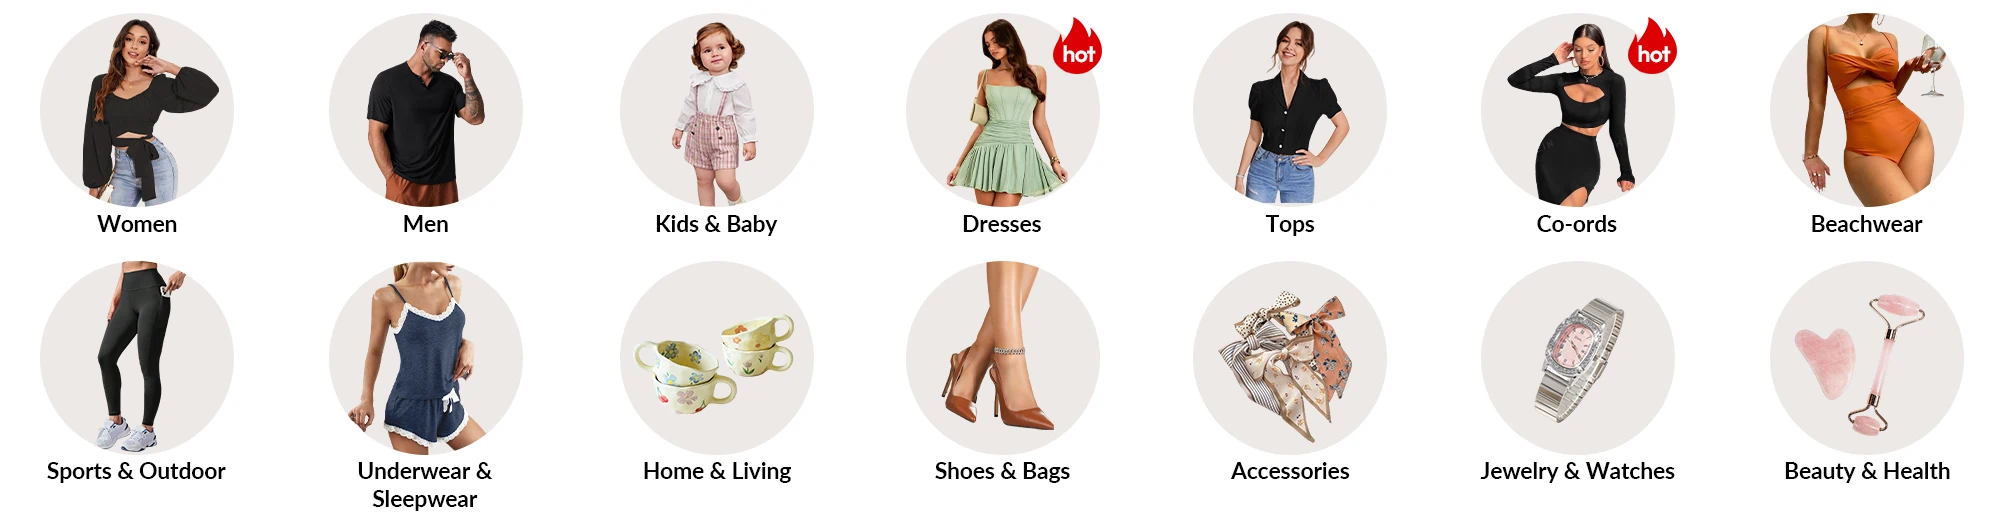 hot
hot
Women
Men
Kids & Baby
Dresses
Tops
Co-ords
Beachwear
Sports & Outdoor
Underwear &
Sleepwear
Home & Living
Shoes & Bags
Accessories
Jewelry & Watches
Beauty & Health